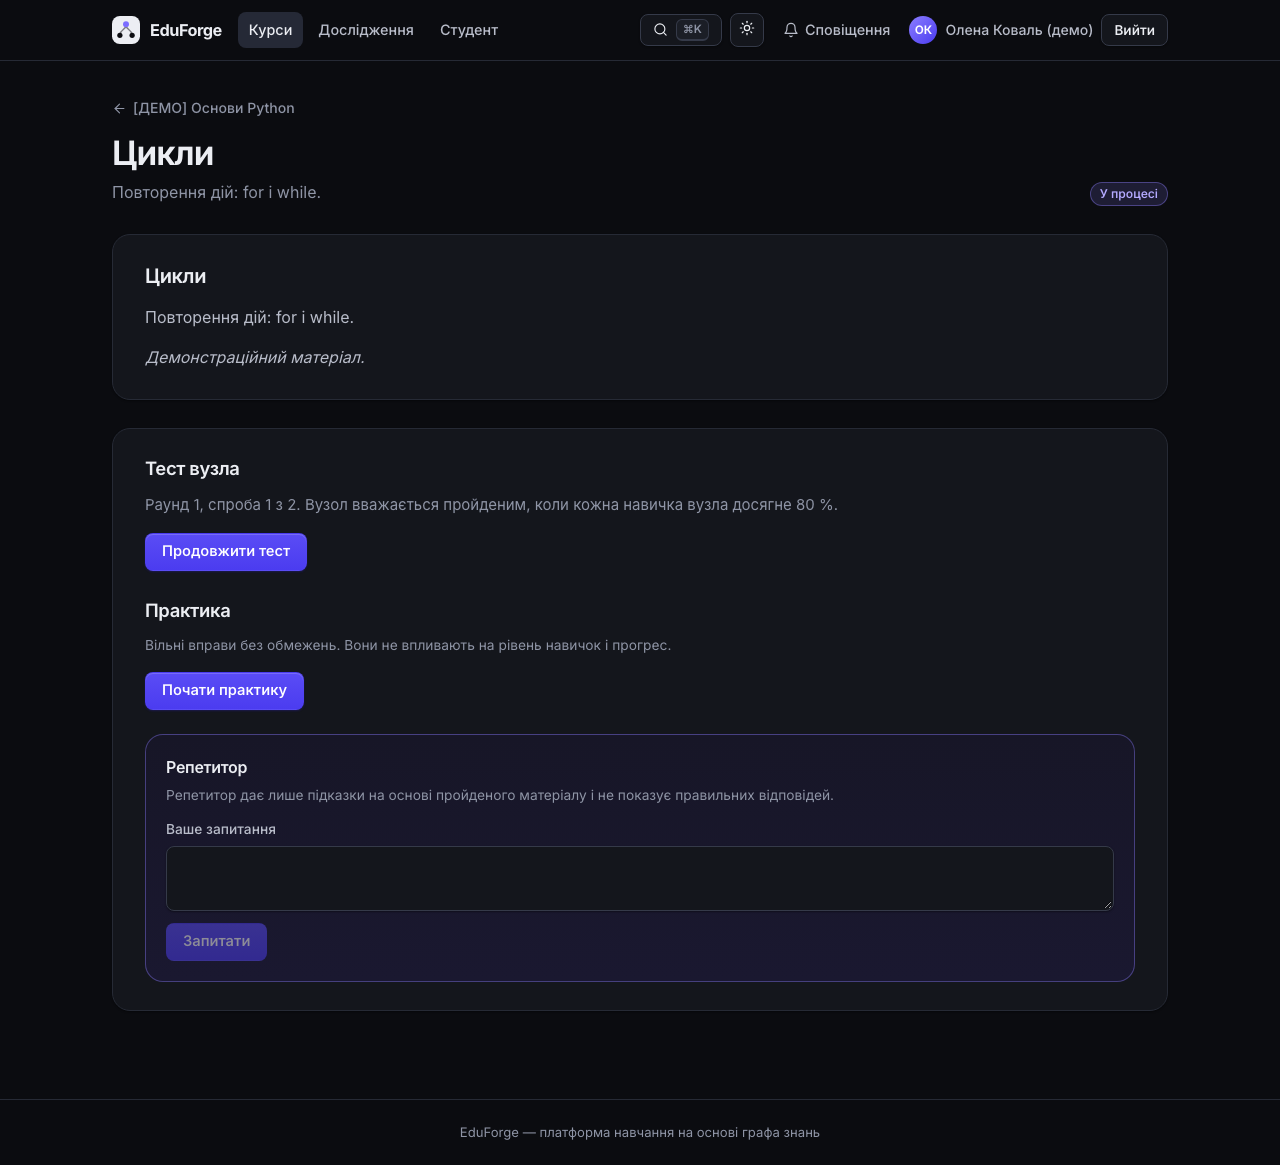 EduForge
Курси
Дослідження
Студент
⌘K
Сповіщення
ОК
Олена Коваль (демо)
Вийти
← [ДЕМО] Основи Python
Цикли
Повторення дій: for і while.
У процесі
Цикли
Повторення дій: for і while.
Демонстраційний матеріал.
Тест вузла
Раунд 1, спроба 1 з 2. Вузол вважається пройденим, коли кожна навичка вузла досягне 80 %.
Продовжити тест
Практика
Вільні вправи без обмежень. Вони не впливають на рівень навичок і прогрес.
Почати практику
Репетитор
Репетитор дає лише підказки на основі пройденого матеріалу і не показує правильних відповідей.
Ваше запитання
Запитати
EduForge — платформа навчання на основі графа знань